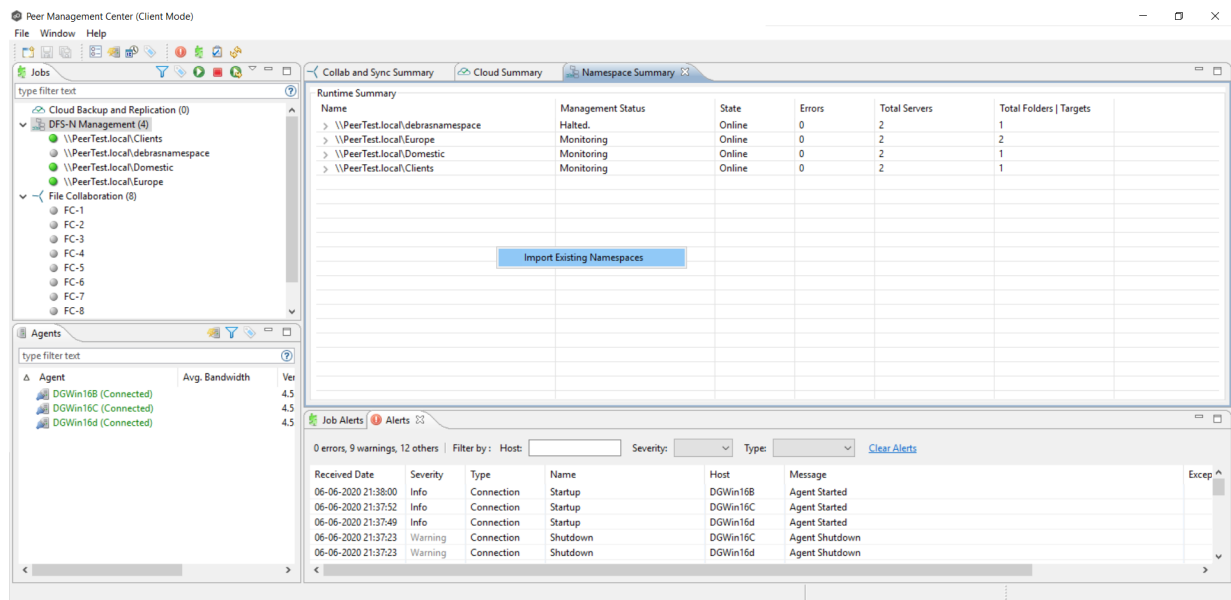 Peer Management Center (Client Mode)
File Window Help
Jobs
type filter text
Cloud Backup and Replication (0)
DFS-N Management (4)
\\PeerTest.local\Clients
\\PeerTest.local\debrasnamespace
\\PeerTest.local\Domestic
\\PeerTest.local\Europe
File Collaboration (8)
FC-1
FC-2
FC-3
FC-4
FC-5
FC-6
FC-7
FC-8
Agents
type filter text
Agent Avg. Bandwidth Ver
DGWin16B (Connected) 4.5
DGWin16C (Connected) 4.5
DGWin16d (Connected) 4.5
Collab and Sync Summary Cloud Summary Namespace Summary
Runtime Summary
Name Management Status State Errors Total Servers Total Folders | Targets
\\PeerTest.local\debrasnamespace Halted. Online 0 2 1
\\PeerTest.local\Europe Monitoring Online 0 2 2
\\PeerTest.local\Domestic Monitoring Online 0 2 1
\\PeerTest.local\Clients Monitoring Online 0 2 1
Import Existing Namespaces
Job Alerts Alerts
0 errors, 9 warnings, 12 others Filter by : Host: Severity: Type: Clear Alerts
Received Date Severity Type Name Host Message Excep
06-06-2020 21:38:00 Info Connection Startup DGWin16B Agent Started
06-06-2020 21:37:52 Info Connection Startup DGWin16C Agent Started
06-06-2020 21:37:49 Info Connection Startup DGWin16d Agent Started
06-06-2020 21:37:23 Warning Connection Shutdown DGWin16C Agent Shutdown
06-06-2020 21:37:23 Warning Connection Shutdown DGWin16d Agent Shutdown